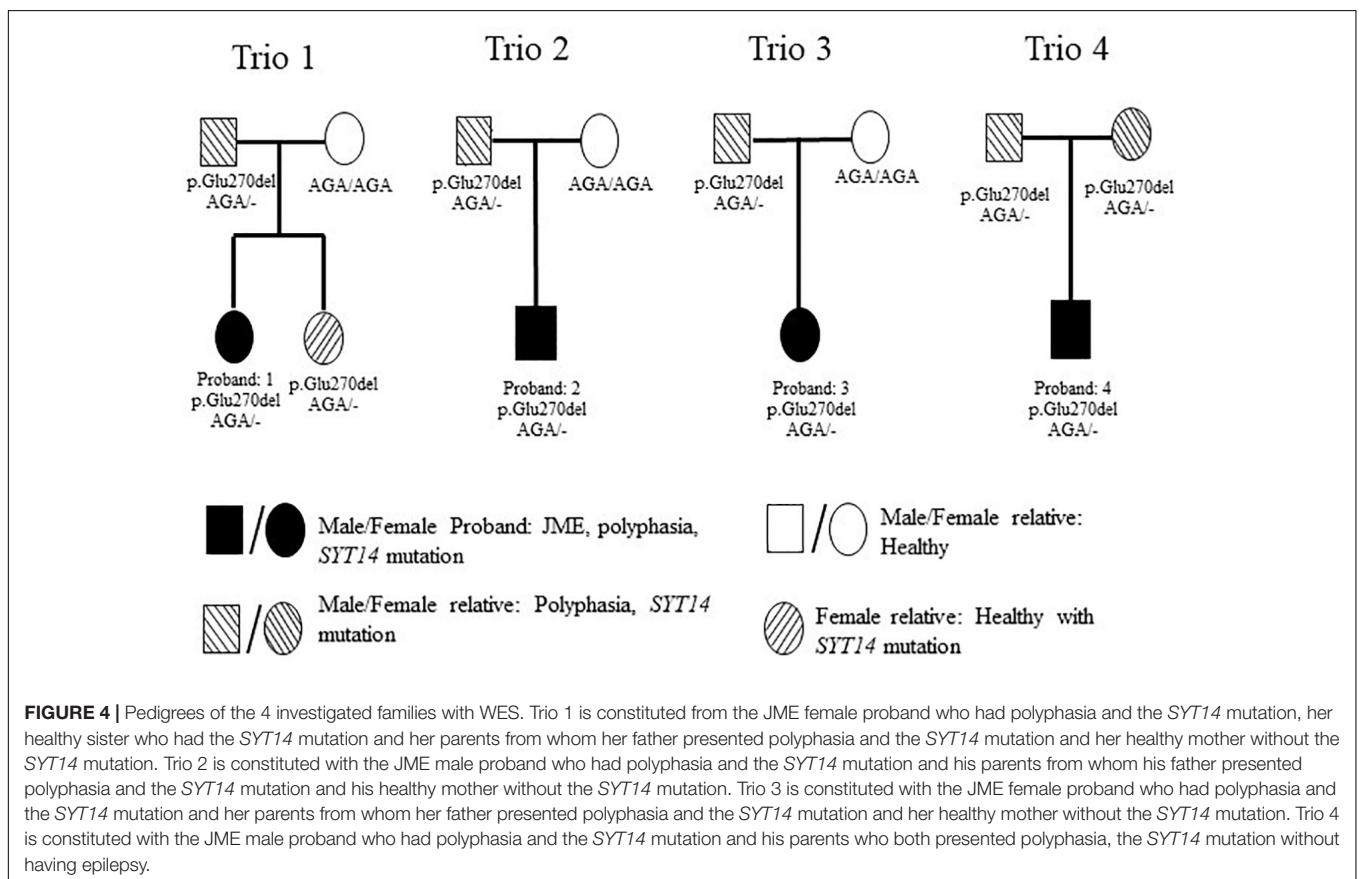 Trio 1
Trio 2
Trio 3
Trio 4
p.Glu270del
AGA/-
AGA/AGA
p.Glu270del
AGA/-
AGA/AGA
p.Glu270del
AGA/-
AGA/AGA
p.Glu270del
AGA/-
p.Glu270del
AGA/-
Proband: 1
p.Glu270del
AGA/-
p.Glu270del
AGA/-
Proband: 2
p.Glu270del
AGA/-
Proband: 3
p.Glu270del
AGA/-
Proband: 4
p.Glu270del
AGA/-
Male/Female Proband: JME, polyphasia,
SYT14 mutation
Male/Female relative:
Healthy
Male/Female relative: Polyphasia, SYT14
mutation
Female relative: Healthy with
SYT14 mutation
FIGURE 4 | Pedigrees of the 4 investigated families with WES. Trio 1 is constituted from the JME female proband who had polyphasia and the SYT14 mutation, her
healthy sister who had the SYT14 mutation and her parents from whom her father presented polyphasia and the SYT14 mutation and her healthy mother without the
SYT14 mutation. Trio 2 is constituted with the JME male proband who had polyphasia and the SYT14 mutation and his parents from whom his father presented
polyphasia and the SYT14 mutation and his healthy mother without the SYT14 mutation. Trio 3 is constituted with the JME female proband who had polyphasia and
the SYT14 mutation and her parents from whom her father presented polyphasia and the SYT14 mutation and her healthy mother without the SYT14 mutation. Trio 4
is constituted with the JME male proband who had polyphasia and the SYT14 mutation and his parents who both presented polyphasia, the SYT14 mutation without
having epilepsy.